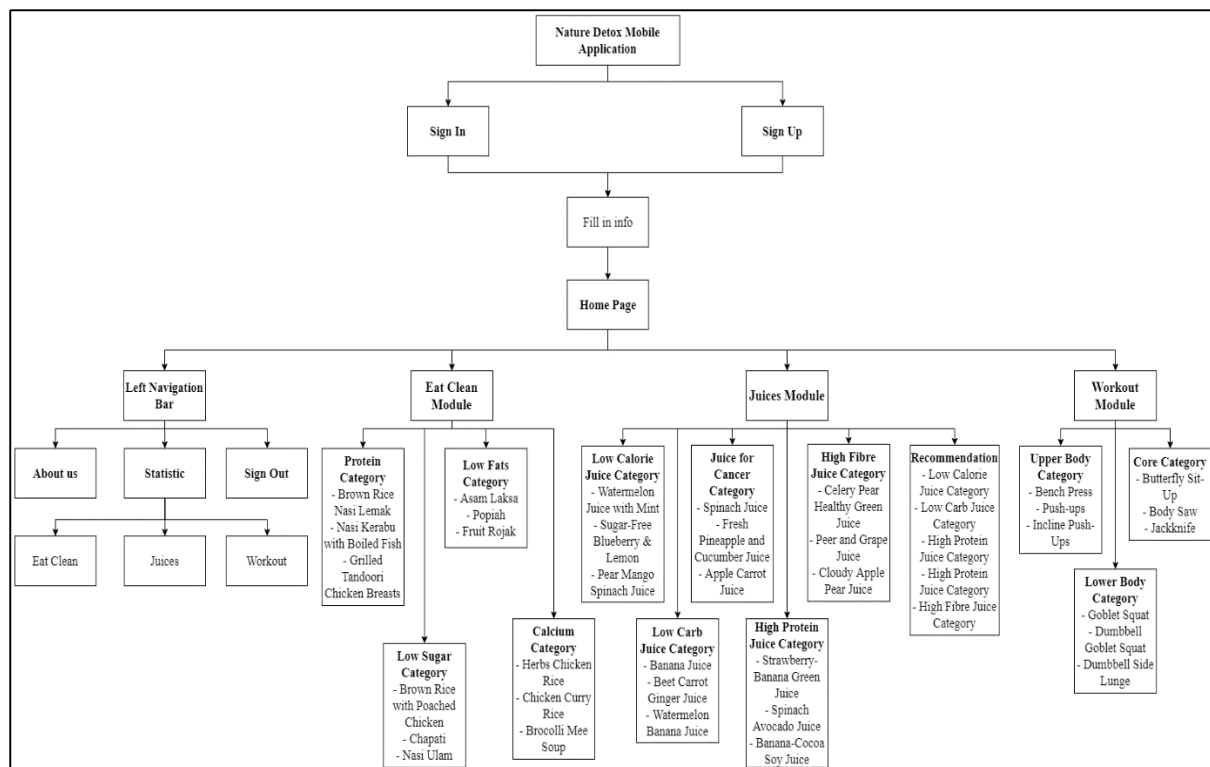 Nature Detox Mobile
Application
Sign In
Sign Up
Fill in info
Home Page
Left Navigation
Bar
Eat Clean
Module
Juices Module
Workout
Module
About us
Statistic
Sign Out
Eat Clean
Juices
Workout
Protein
Category
- Brown Rice
Nasi Lemak
- Nasi Kerabu
with Boiled Fish
- Grilled
Tandoori
Chicken Breasts
Low Fats
Category
- Asam Laksa
- Popiah
- Fruit Rojak
Low Sugar
Category
- Brown Rice
with Poached
Chicken
- Chapati
- Nasi Ulam
Calcium
Category
- Herbs Chicken
Rice
- Chicken Curry
Rice
- Brocolli Mee
Soup
Low Calorie
Juice Category
- Watermelon
Juice with Mint
- Sugar-Free
Blueberry &
Lemon
- Pear Mango
Spinach Juice
Juice for
Cancer
Category
- Spinach Juice
- Fresh
Pineapple and
Cucumber Juice
- Apple Carrot
Juice
High Fibre
Juice Category
- Celery Pear
Healthy Green
Juice
- Peer and Grape
Juice
- Cloudy Apple
Pear Juice
Recommendation
- Low Calorie
Juice Category
- Low Carb Juice
Category
- High Protein
Juice Category
- High Protein
Juice Category
- High Fibre Juice
Category
Low Carb
Juice Category
- Banana Juice
- Beet Carrot
Ginger Juice
- Watermelon
Banana Juice
High Protein
Juice Category
- Strawberry-
Banana Green
Juice
- Spinach
Avocado Juice
- Banana-Cocoa
Soy Juice
Upper Body
Category
- Bench Press
- Push-ups
- Incline Push-
Ups
Core Category
- Butterfly Sit-
Up
- Body Saw
- Jackknife
Lower Body
Category
- Goblet Squat
- Dumbbell
Goblet Squat
- Dumbbell Side
Lunge